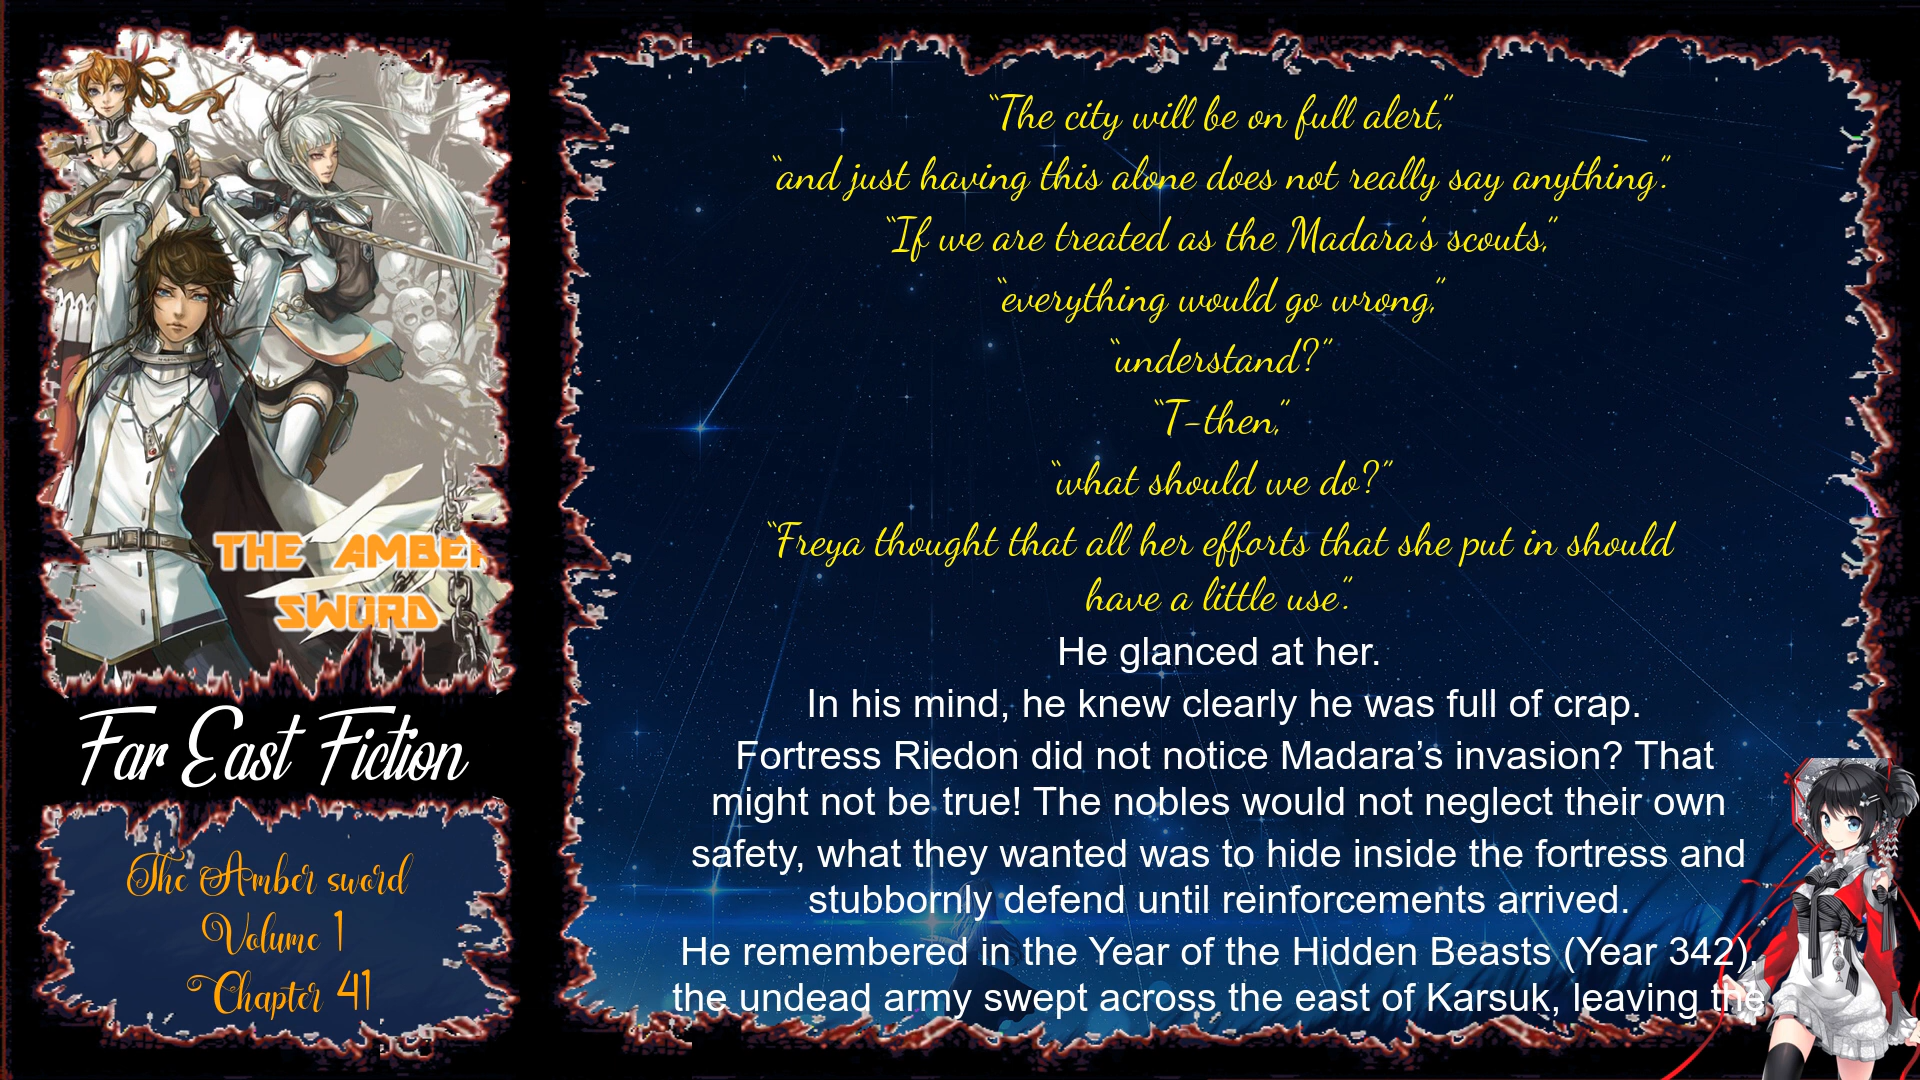 THE AMBER
SWORD
Far East Fiction
The Amber sword
Volume 1
Chapter 41
“The city will be on full alert,”
“and just having this alone does not really say anything.”
“If we are treated as the Madara’s scouts,”
“everything would go wrong,”
“understand?”
“T-then,”
“what should we do?”
“Freya thought that all her efforts that she put in should
have a little use.”
He glanced at her.
In his mind, he knew clearly he was full of crap.
Fortress Riedon did not notice Madara’s invasion? That
might not be true! The nobles would not neglect their own
safety, what they wanted was to hide inside the fortress and
stubbornly defend until reinforcements arrived.
He remembered in the Year of the Hidden Beasts (Year 342),
the undead army swept across the east of Karsuk, leaving the